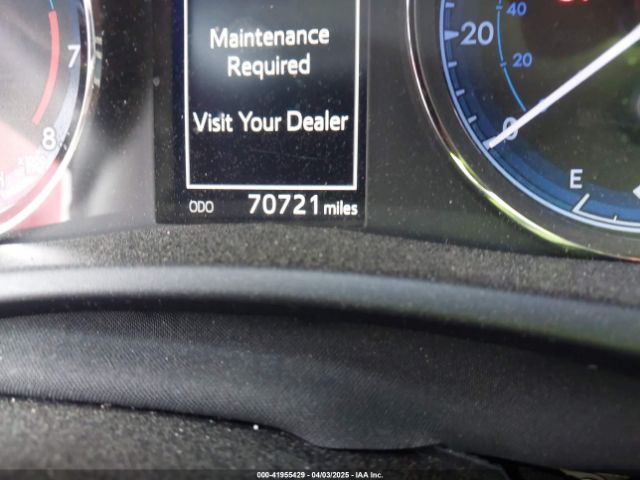 Maintenance
Required
Visit Your Dealer
ODO 70721 miles
7
8
x1000
40
20
20
0
E
000-41955429 - 04/03/2025 - © IAA Inc.